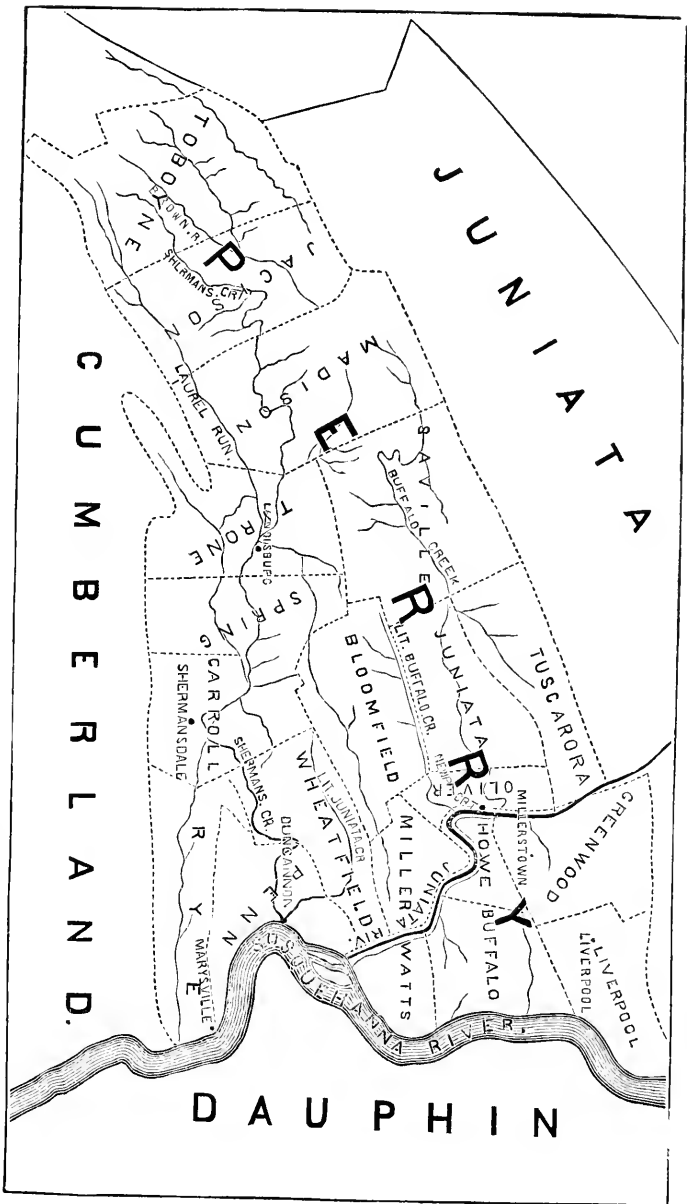 JUNIATA
PERRY
CUMBERLAND.
DAUPHIN
TOBOYNE
BROWN R.
JACKSON
SHERMANS. CR.
MADISON
LAUREL RUN.
SAVILLE
BUFFALO CREEK
TYRONE
SPRING
TUSCARORA
JUNIATA
LIT. BUFFALO CR.
BLOOMFIELD
CARROLL
SHERMANSDALE
SHERMANS. CR.
WHEATFIELD
LIT. JUNIATA CR
DUNCANNON
PENN
RYE
MARYSVILLE
OLIVER
NEWPORT
MILLER
JUNIATA RIV.
HOWE
MILLERSTOWN
GREENWOOD
BUFFALO
WATTS
LIVERPOOL
LIVERPOOL
SUSQUEHANNA RIVER.